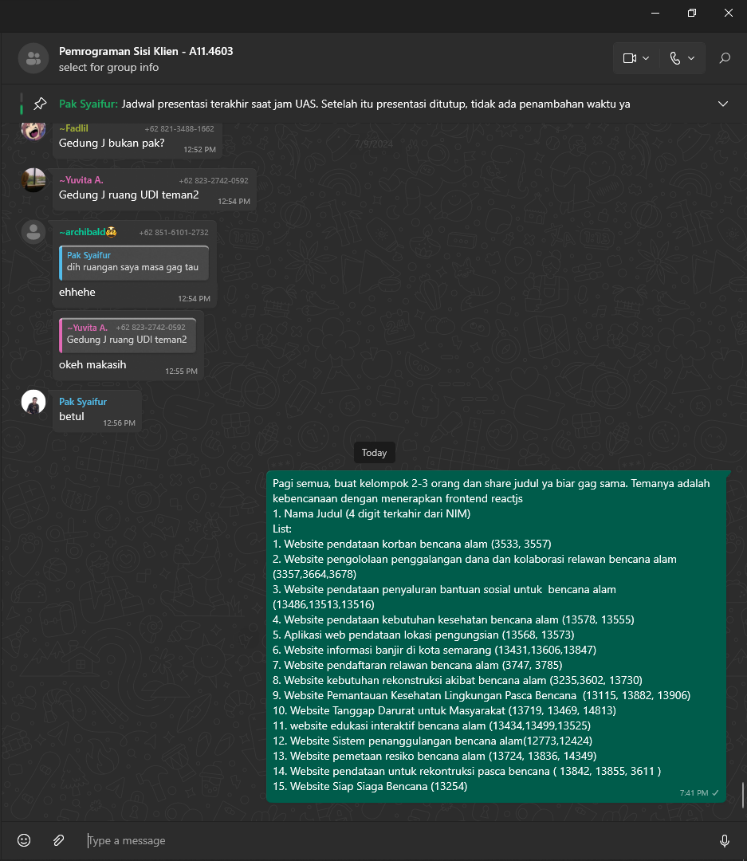 Pemrograman Sisi Klien - A11.4603
select for group info
Pak Syaifur: Jadwal presentasi terakhir saat jam UAS. Setelah itu presentasi ditutup, tidak ada penambahan waktu ya
~Fadlil +62 821-3488-1662
7/9/2024
Gedung J bukan pak?
12:52 PM
~Yuvita A. +62 823-2742-0592
Gedung J ruang UDI teman2
12:54 PM
~archibald +62 851-6101-2732
Pak Syaifur
dih ruangan saya masa gag tau
ehhehe
12:54 PM
~Yuvita A. +62 823-2742-0592
Gedung J ruang UDI teman2
okeh makasih
12:55 PM
Pak Syaifur
betul
12:56 PM
Today
Pagi semua, buat kelompok 2-3 orang dan share judul ya biar gag sama. Temanya adalah
kebencanaan dengan menerapkan frontend reactjs
1. Nama Judul (4 digit terkahir dari NIM)
List:
1. Website pendataan korban bencana alam (3533, 3557)
2. Website pengololaan penggalangan dana dan kolaborasi relawan bencana alam
(3357,3664,3678)
3. Website pendataan penyaluran bantuan sosial untuk bencana alam
(13486,13513,13516)
4. Website pendataan kebutuhan kesehatan bencana alam (13578, 13555)
5. Aplikasi web pendataan lokasi pengungsian (13568, 13573)
6. Website informasi banjir di kota semarang (13431,13606,13847)
7. Website pendaftaran relawan bencana alam (3747, 3785)
8. Website kebutuhan rekonstruksi akibat bencana alam (3235,3602, 13730)
9. Website Pemantauan Kesehatan Lingkungan Pasca Bencana (13115, 13882, 13906)
10. Website Tanggap Darurat untuk Masyarakat (13719, 13469, 14813)
11. website edukasi interaktif bencana alam (13434,13499,13525)
12. Website Sistem penanggulangan bencana alam(12773,12424)
13. Website pemetaan resiko bencana alam (13724, 13836, 14349)
14. Website pendataan untuk rekontruksi pasca bencana ( 13842, 13855, 3611 )
15. Website Siap Siaga Bencana (13254)
7:41 PM
Type a message